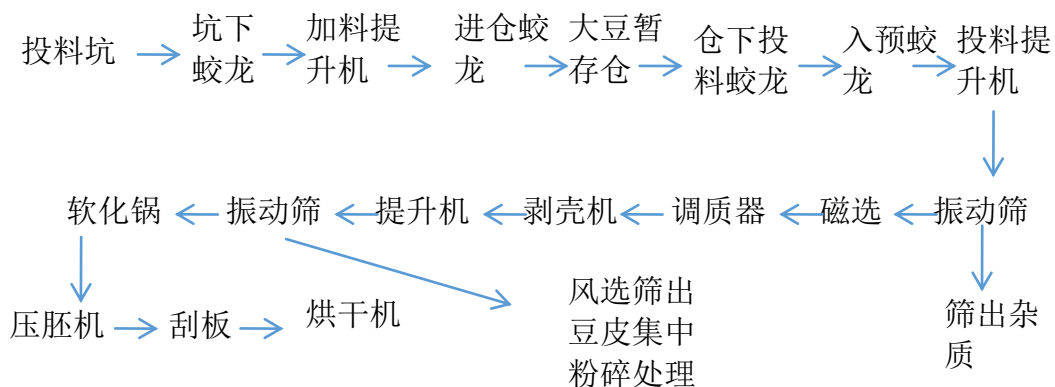 投料坑
坑下
蛟龙
加料提
升机
进仓蛟
龙
大豆暂
存仓
仓下投
料蛟龙
入预蛟
龙
投料提
升机
软化锅
振动筛
提升机
剥壳机
调质器
磁选
振动筛
压胚机
刮板
烘干机
风选筛出
豆皮集中
粉碎处理
筛出杂
质